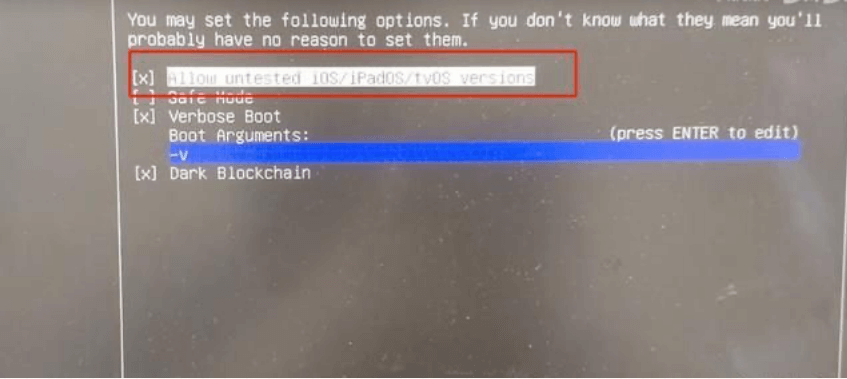 You may set the following options. If you don't know what they mean you'll
probably have no reason to set them.
[x] Allow untested iOS/iPadOS/tvOS versions
[ ] Safe Mode
[x] Verbose Boot
Boot Arguments: (press ENTER to edit)
-v
[x] Dark Blockchain